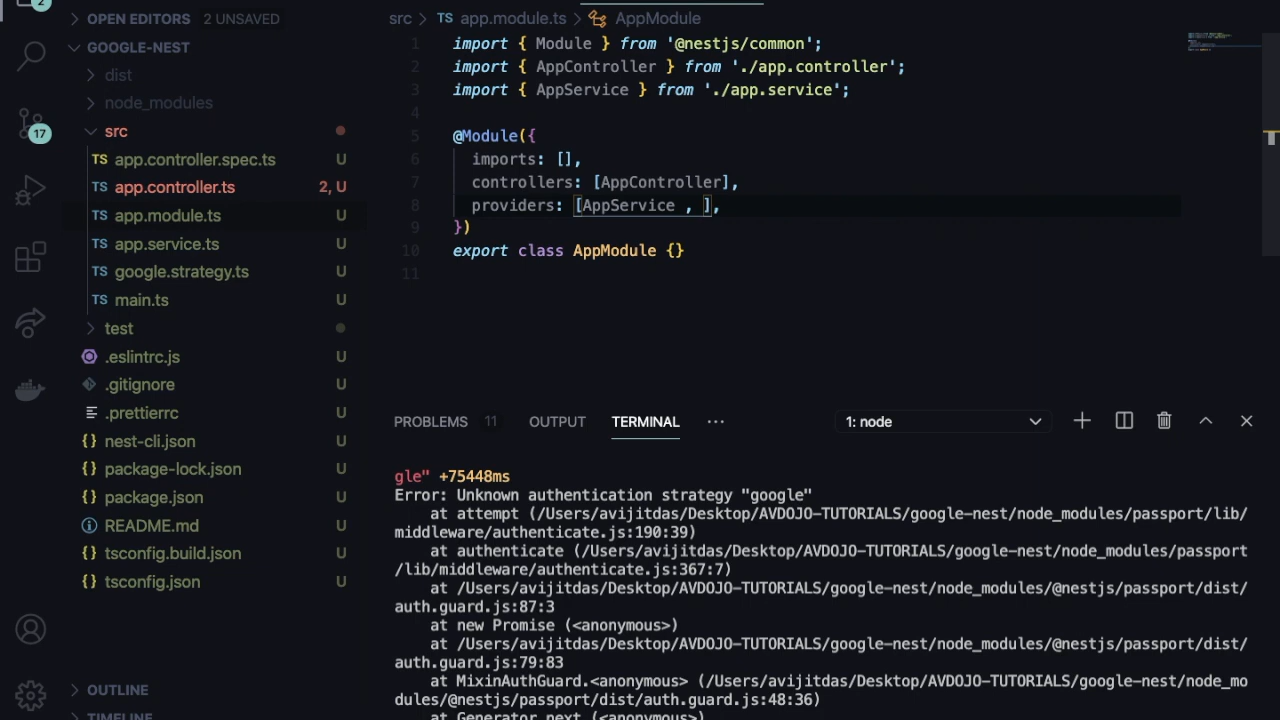 2
OPEN EDITORS 2 UNSAVED
GOOGLE-NEST
dist
node_modules
src
TS app.controller.spec.ts U
TS app.controller.ts 2, U
TS app.module.ts U
TS app.service.ts U
TS google.strategy.ts U
TS main.ts U
test
.eslintrc.js U
.gitignore U
.prettierrc U
{} nest-cli.json U
{} package-lock.json U
{} package.json U
README.md U
{} tsconfig.build.json U
{} tsconfig.json U
OUTLINE
TIMELINE
17
src > TS app.module.ts > AppModule
1 import { Module } from '@nestjs/common';
2 import { AppController } from './app.controller';
3 import { AppService } from './app.service';
4
5 @Module({
6 imports: [],
7 controllers: [AppController],
8 providers: [AppService , ],
9 })
10 export class AppModule {}
11
PROBLEMS 11 OUTPUT TERMINAL ... 1: node
gle" +75448ms
Error: Unknown authentication strategy "google"
at attempt (/Users/avijitdas/Desktop/AVDOJO-TUTORIALS/google-nest/node_modules/passport/lib/
middleware/authenticate.js:190:39)
at authenticate (/Users/avijitdas/Desktop/AVDOJO-TUTORIALS/google-nest/node_modules/passport
/lib/middleware/authenticate.js:367:7)
at /Users/avijitdas/Desktop/AVDOJO-TUTORIALS/google-nest/node_modules/@nestjs/passport/dist/
auth.guard.js:87:3
at new Promise (<anonymous>)
at /Users/avijitdas/Desktop/AVDOJO-TUTORIALS/google-nest/node_modules/@nestjs/passport/dist/
auth.guard.js:79:83
at MixinAuthGuard.<anonymous> (/Users/avijitdas/Desktop/AVDOJO-TUTORIALS/google-nest/node_mo
dules/@nestjs/passport/dist/auth.guard.js:48:36)
at Generator.next (<anonymous>)